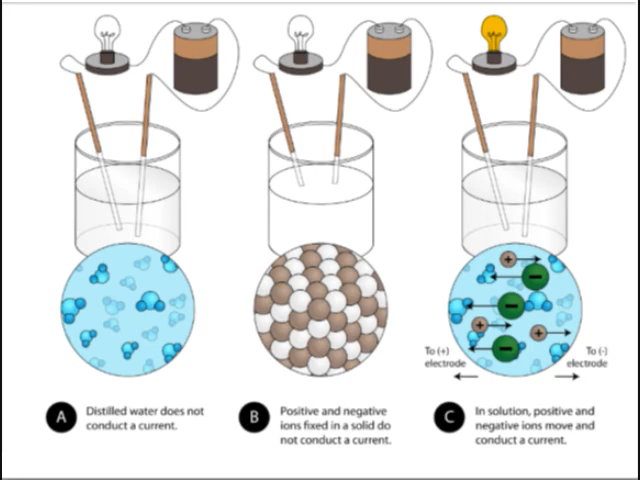 To (+)
electrode
To (-)
electrode
A
Distilled water does not
conduct a current.
B
Positive and negative
ions fixed in a solid do
not conduct a current.
C
In solution, positive and
negative ions move and
conduct a current.